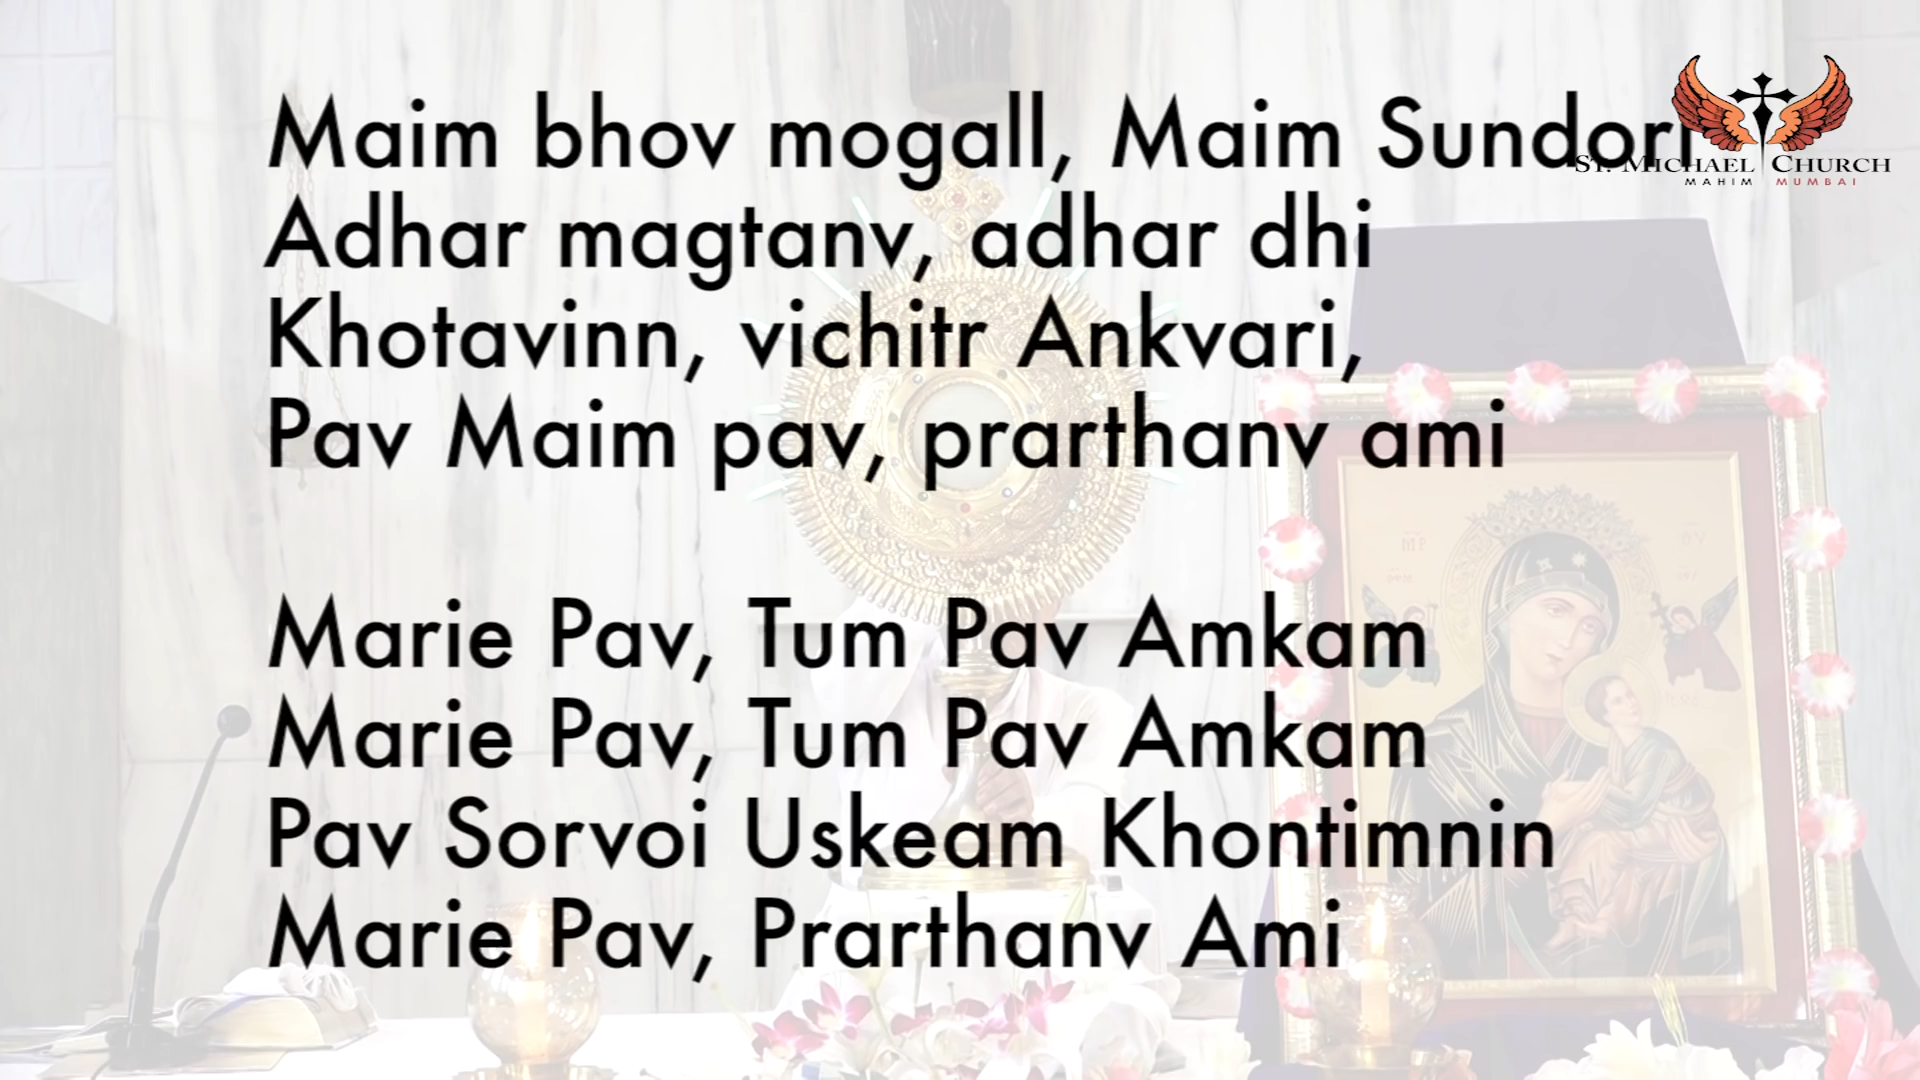 Maim bhov mogall, Maim Sundori
Adhar magtanv, adhar dhi
Khotavinn, vichitr Ankvari,
Pav Maim pav, prarthanv ami
Marie Pav, Tum Pav Amkam
Marie Pav, Tum Pav Amkam
Pav Sorvoi Uskeam Khontimnin
Marie Pav, Prarthanv Ami
ST. MICHAEL CHURCH
MAHIM MUMBAI